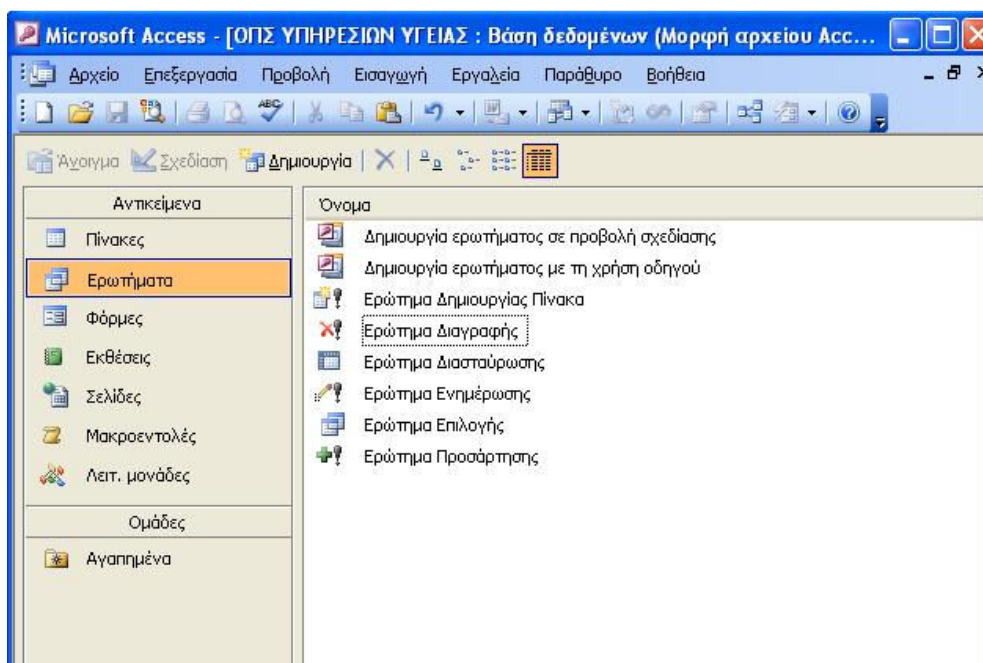 Microsoft Access - [ΟΠΣ ΥΠΗΡΕΣΙΩΝ ΥΓΕΙΑΣ : Βάση δεδομένων (Μορφή αρχείου Acc...
Αρχείο Επεξεργασία Προβολή Εισαγωγή Εργαλεία Παράθυρο Βοήθεια
Άνοιγμα Σχεδίαση Δημιουργία
Αντικείμενα
Πίνακες
Ερωτήματα
Φόρμες
Εκθέσεις
Σελίδες
Μακροεντολές
Λειτ. μονάδες
Ομάδες
Αγαπημένα
Όνομα
Δημιουργία ερωτήματος σε προβολή σχεδίασης
Δημιουργία ερωτήματος με τη χρήση οδηγού
Ερώτημα Δημιουργίας Πίνακα
Ερώτημα Διαγραφής
Ερώτημα Διασταύρωσης
Ερώτημα Ενημέρωσης
Ερώτημα Επιλογής
Ερώτημα Προσάρτησης